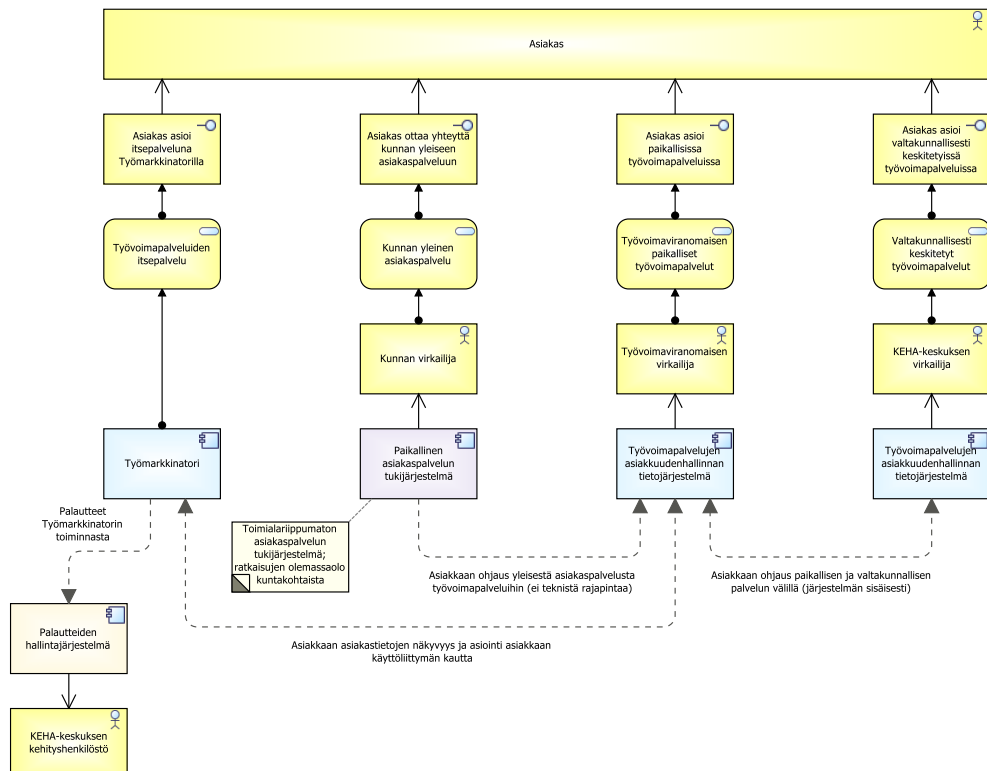 Asiakas
Asiakas asioi
itsepalveluna
Työmarkkinatorilla
Asiakas ottaa yhteyttä
kunnan yleiseen
asiakaspalveluun
Asiakas asioi
paikallisissa
työvoimapalveluissa
Asiakas asioi
valtakunnallisesti
keskitetyissä
työvoimapalveluissa
Työvoimapalveluiden
itsepalvelu
Kunnan yleinen
asiakaspalvelu
Työvoimaviranomaisen
paikalliset
työvoimapalvelut
Valtakunnallisesti
keskitetyt
työvoimapalvelut
Kunnan virkailija
Työvoimaviranomaisen
virkailija
KEHA-keskuksen
virkailija
Työmarkkinatori
Paikallinen
asiakaspalvelun
tukijärjestelmä
Työvoimapalvelujen
asiakkuudenhallinnan
tietojärjestelmä
Työvoimapalvelujen
asiakkuudenhallinnan
tietojärjestelmä
Palautteet
Työmarkkinatorin
toiminnasta
Toimialariippumaton
asiakaspalvelun
tukijärjestelmä;
ratkaisujen olemassaolo
kuntakohtaista
Asiakkaan ohjaus yleisestä asiakaspalvelusta
työvoimapalveluihin (ei teknistä rajapintaa)
Asiakkaan ohjaus paikallisen ja valtakunnallisen
palvelun välillä (järjestelmän sisäisesti)
Palautteiden
hallintajärjestelmä
Asiakkaan asiakastietojen näkyvyys ja asiointi asiakkaan
käyttöliittymän kautta
KEHA-keskuksen
kehityshenkilöstö